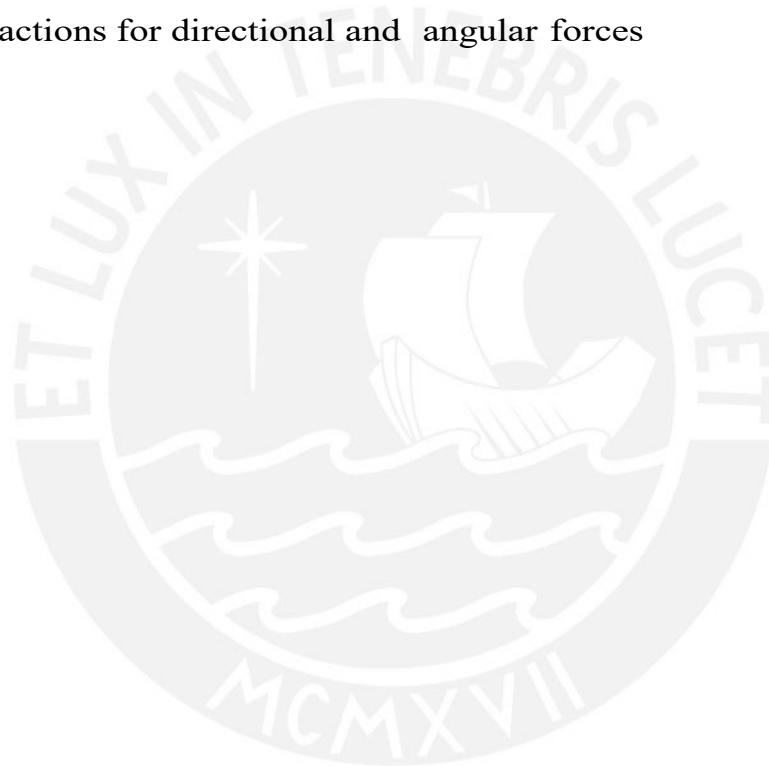 actions for directional and  angular forces
ET LUX IN TENEBRIS LUCET
MCMXVII